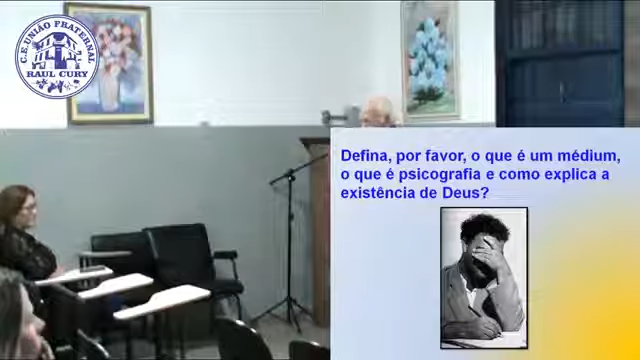 C.E. UNIÃO FRATERNAL
RAUL CURY
Defina, por favor, o que é um médium,
o que é psicografia e como explica a
existência de Deus?